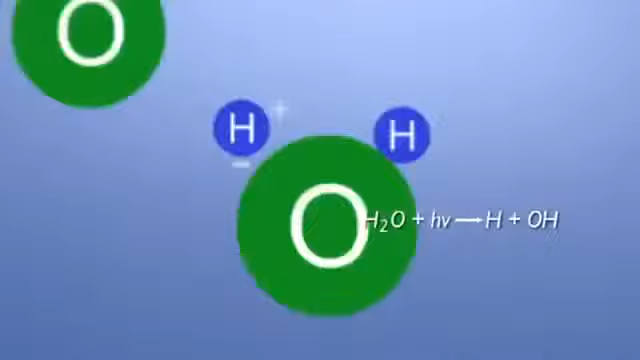 O
H +
H
–
O
H₂O + hv → H + OH